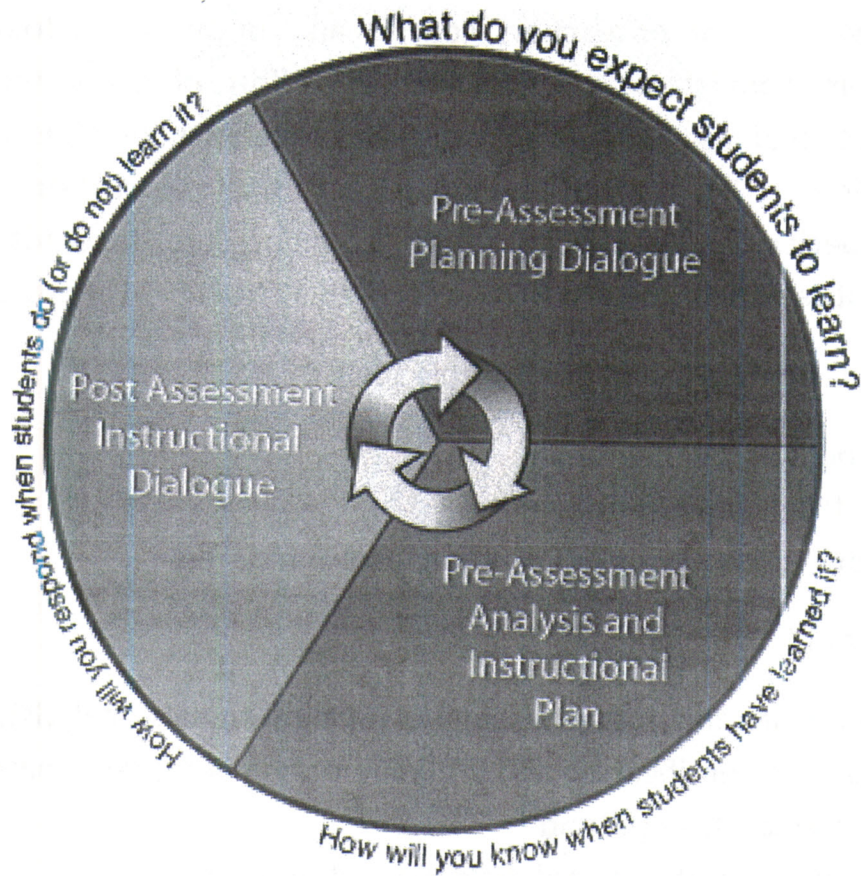 What do you expect students to learn?
Pre-Assessment
Planning Dialogue
How will you know when students have learned it?
Pre-Assessment
Analysis and
Instructional
Plan
How will you respond when students do (or do not) learn it?
Post Assessment
Instructional
Dialogue